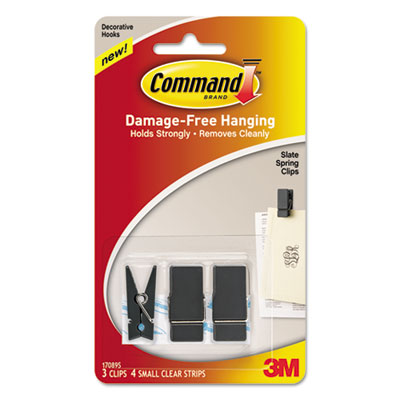 Decorative
Hooks
new!
Command™
BRAND
Damage-Free Hanging
Holds Strongly • Removes Cleanly
Slate
Spring
Clips
17089S
3 CLIPS 4 SMALL CLEAR STRIPS
3M